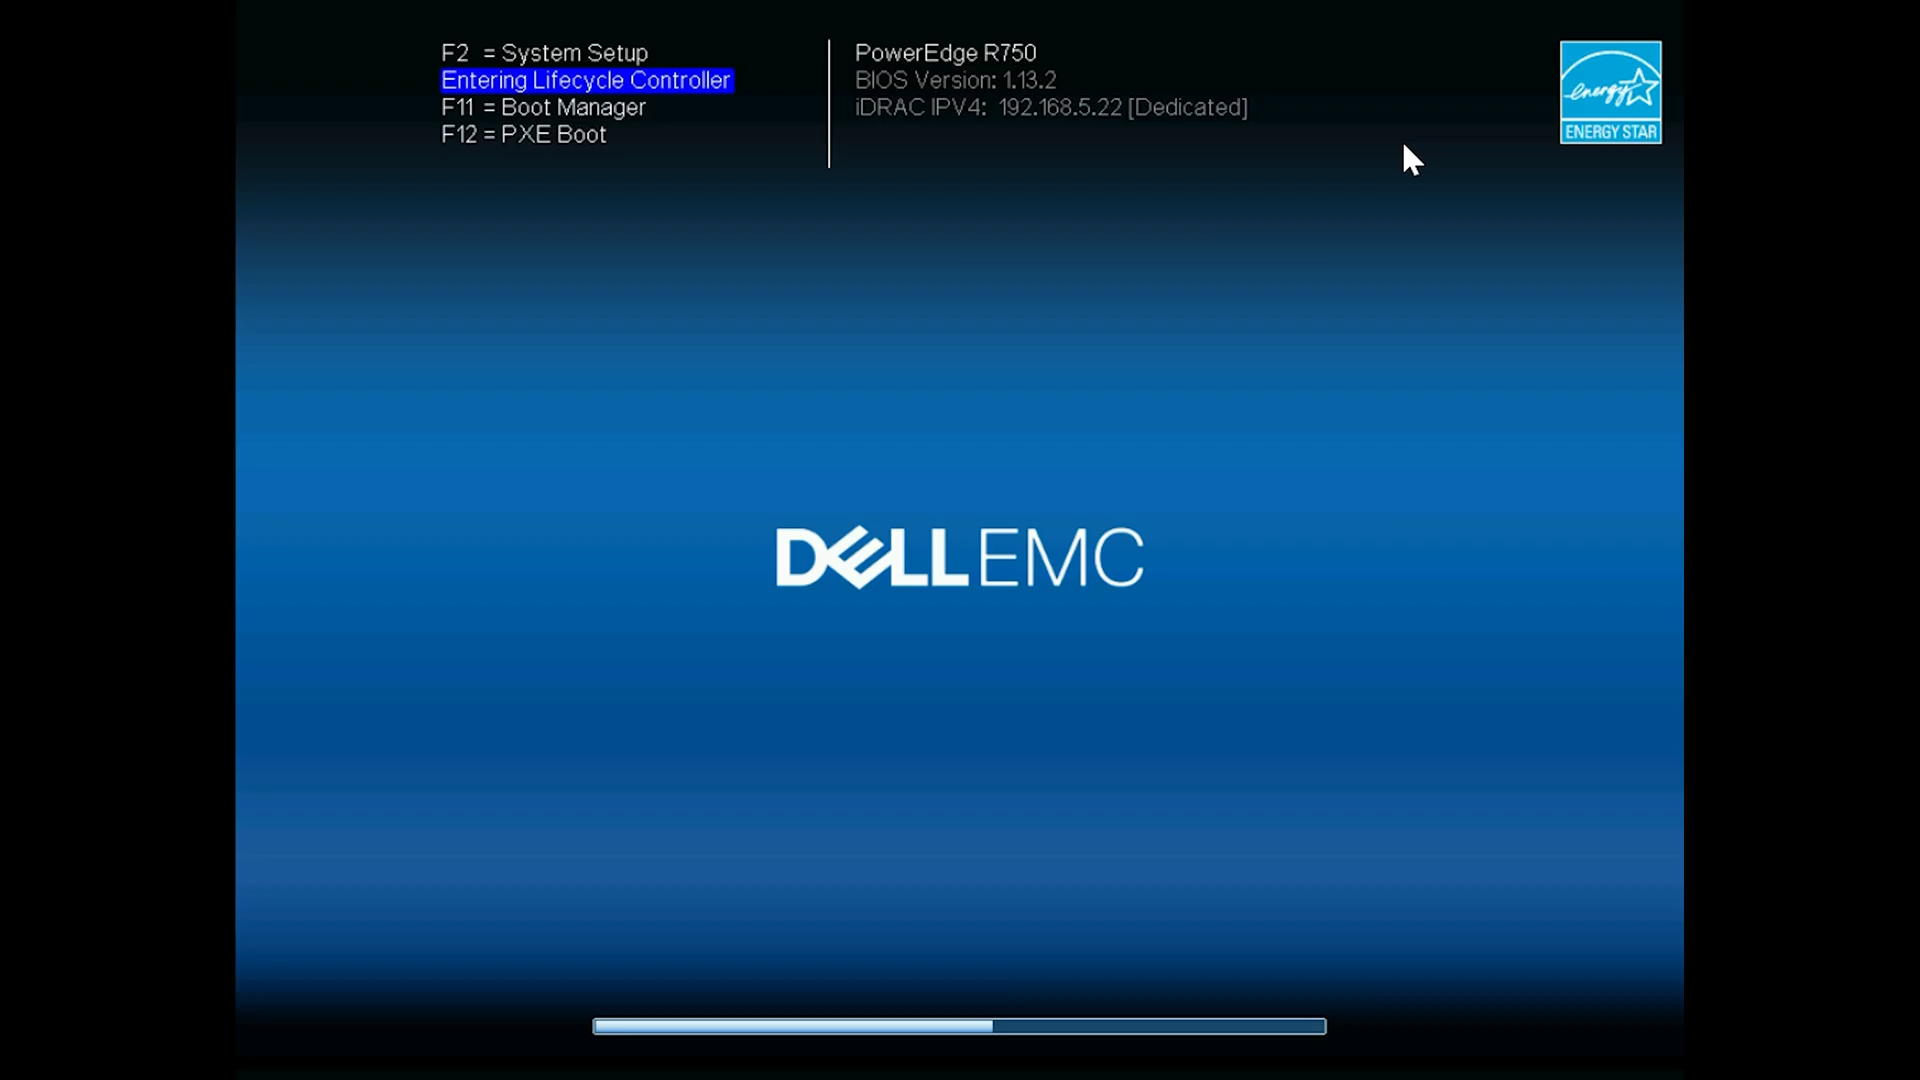 F2 = System Setup
Entering Lifecycle Controller
F11 = Boot Manager
F12 = PXE Boot
PowerEdge R750
BIOS Version: 1.13.2
iDRAC IPV4: 192.168.5.22 [Dedicated]
energy
ENERGY STAR
DELLEMC